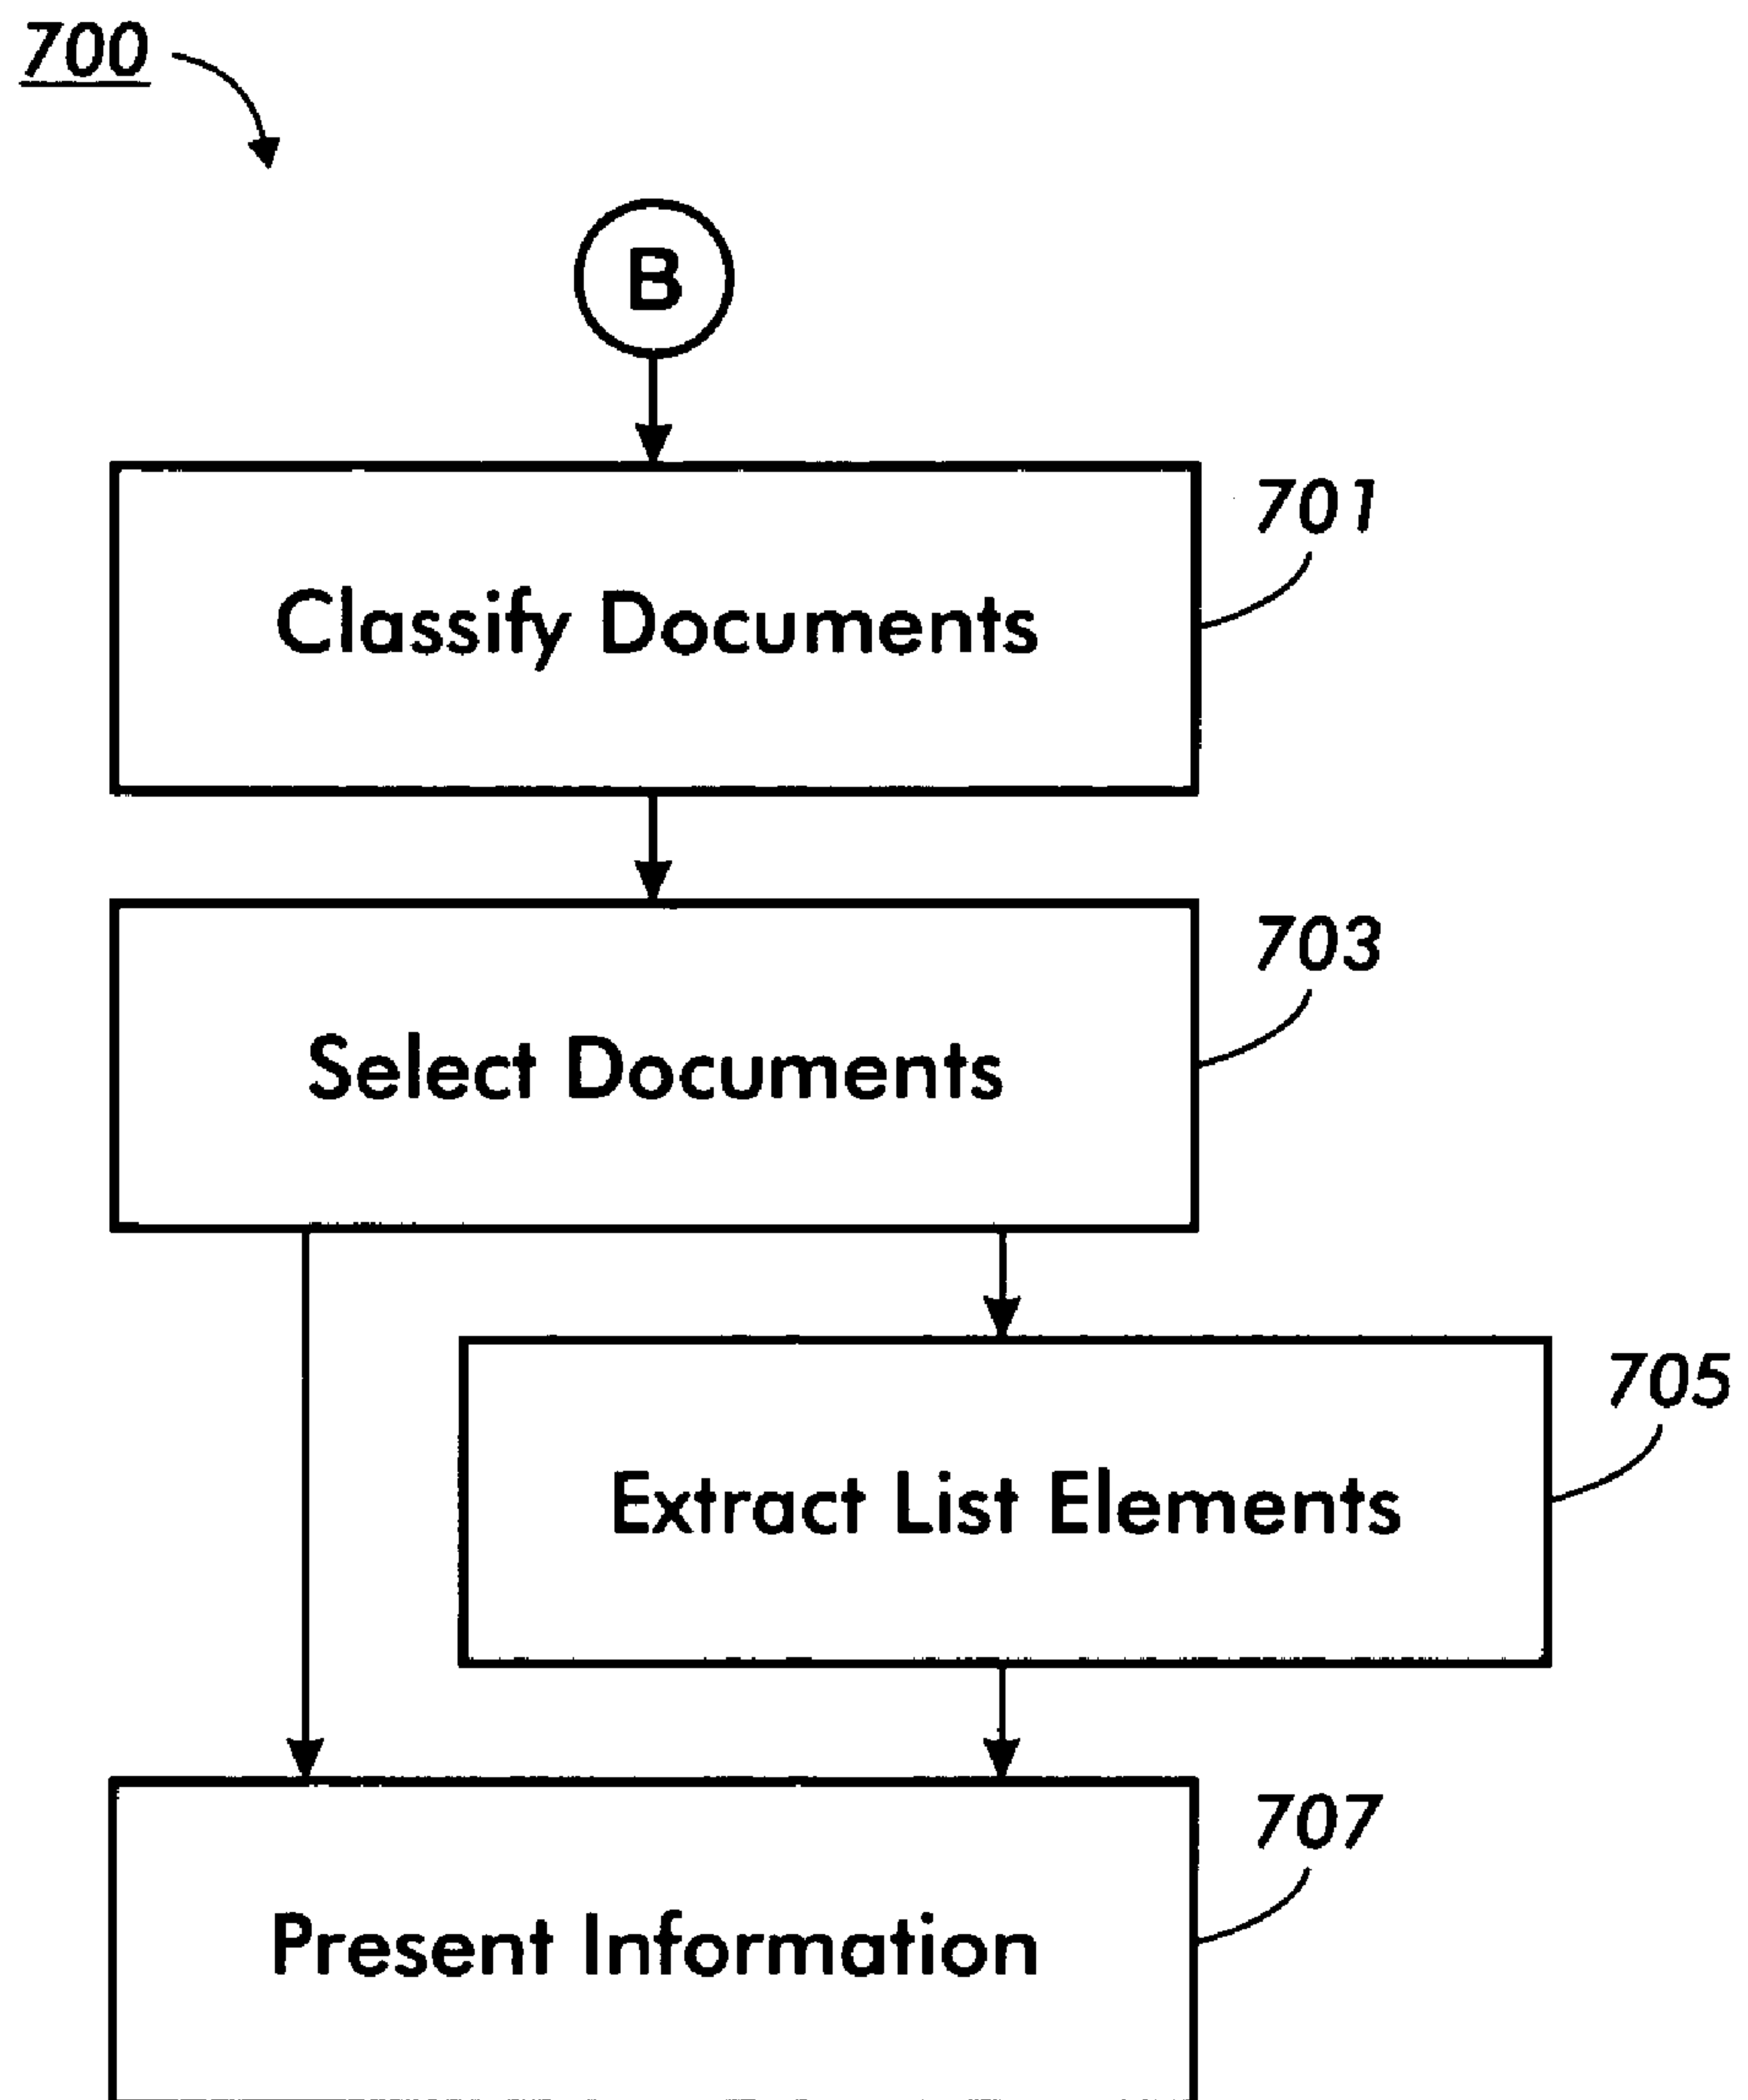 700
B
701
Classify Documents
703
Select Documents
705
Extract List Elements
707
Present Information